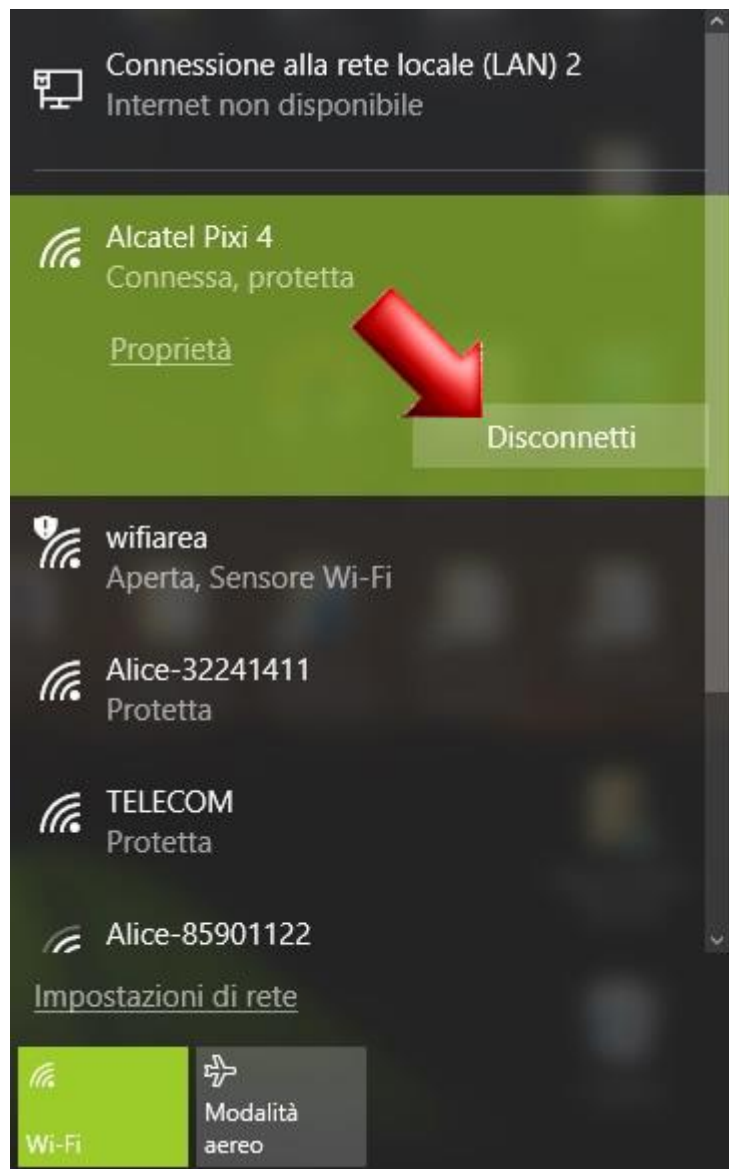 Connessione alla rete locale (LAN) 2
Internet non disponibile
Alcatel Pixi 4
Connessa, protetta
Proprietà
Disconnetti
wifiarea
Aperta, Sensore Wi-Fi
Alice-32241411
Protetta
TELECOM
Protetta
Alice-85901122
Impostazioni di rete
Wi-Fi
Modalità
aereo